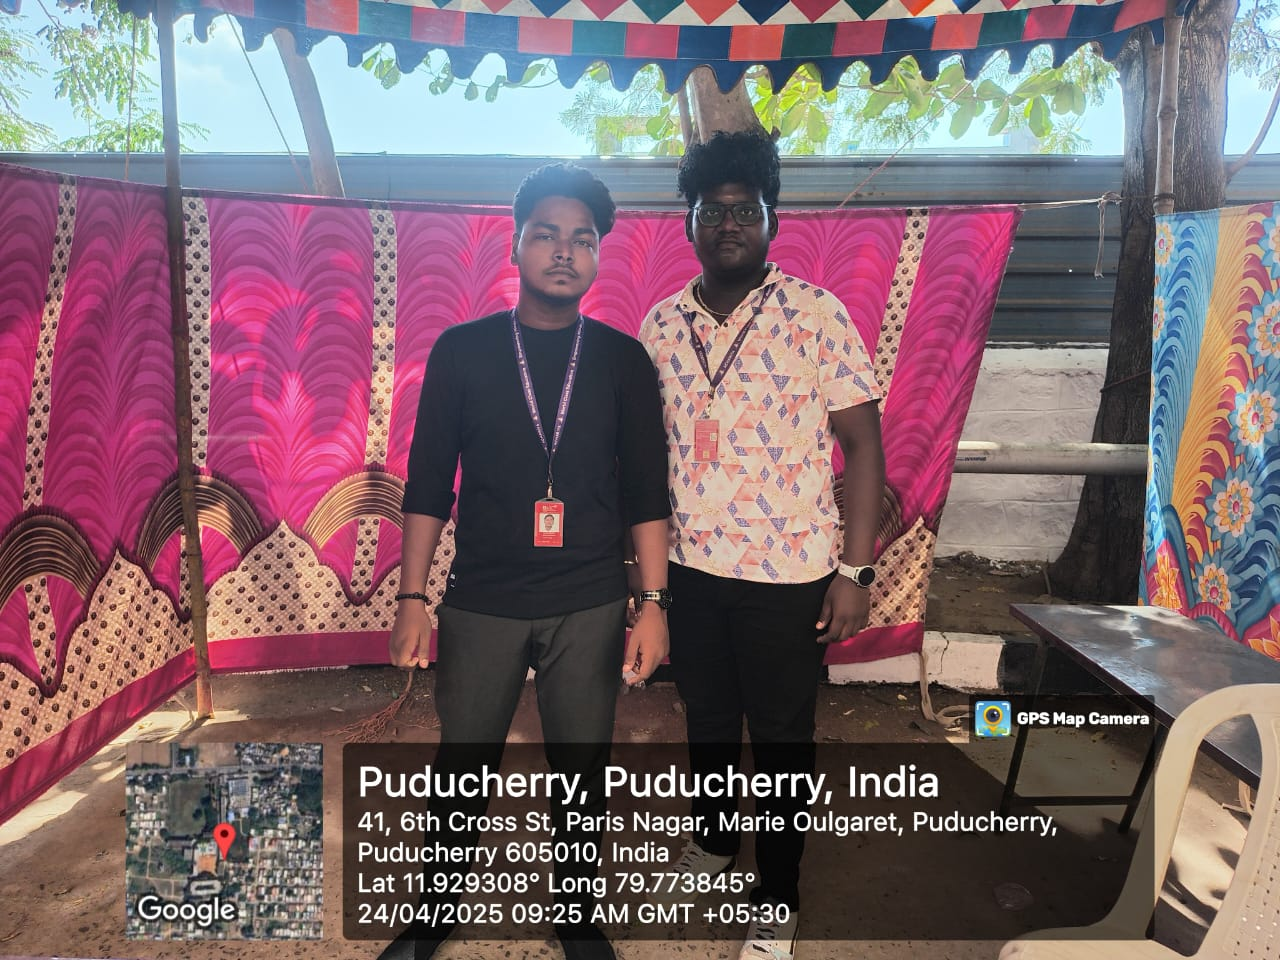 GPS Map Camera
Puducherry, Puducherry, India
41, 6th Cross St, Paris Nagar, Marie Oulgaret, Puducherry,
Puducherry 605010, India
Lat 11.929308° Long 79.773845°
24/04/2025 09:25 AM GMT +05:30
Google